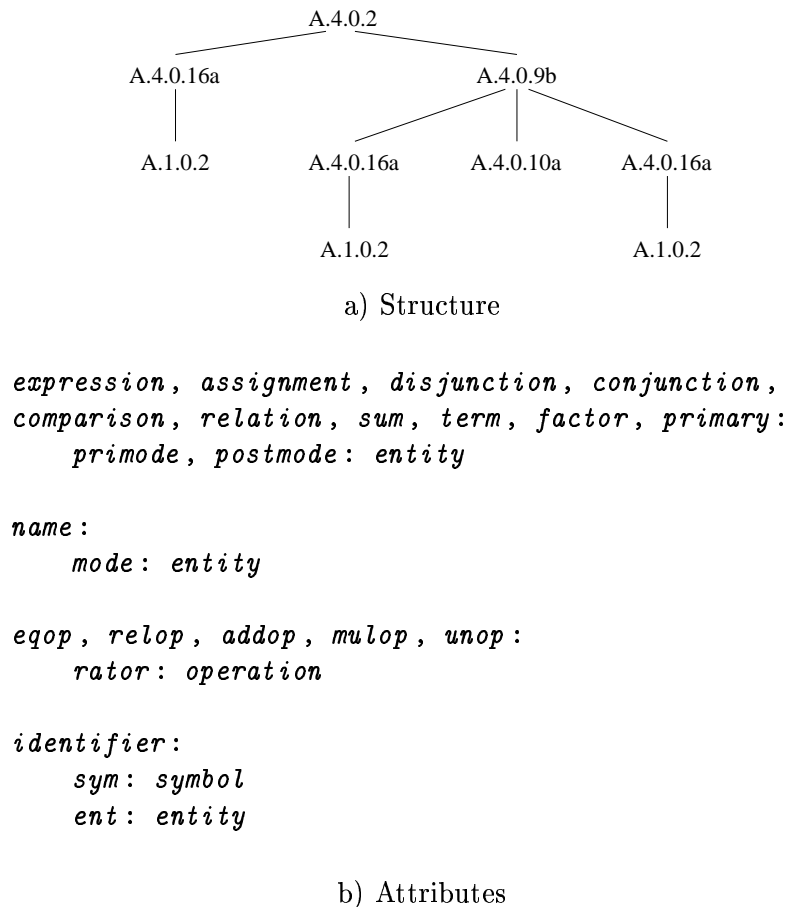 A.4.0.2
A.4.0.16a A.4.0.9b
A.1.0.2 A.4.0.16a A.4.0.10a A.4.0.16a
A.1.0.2 A.1.0.2
a) Structure
expression, assignment, disjunction, conjunction,
comparison, relation, sum, term, factor, primary:
primode, postmode: entity
name:
mode: entity
eqop, relop, addop, mulop, unop:
rator: operation
identifier:
sym: symbol
ent: entity
b) Attributes